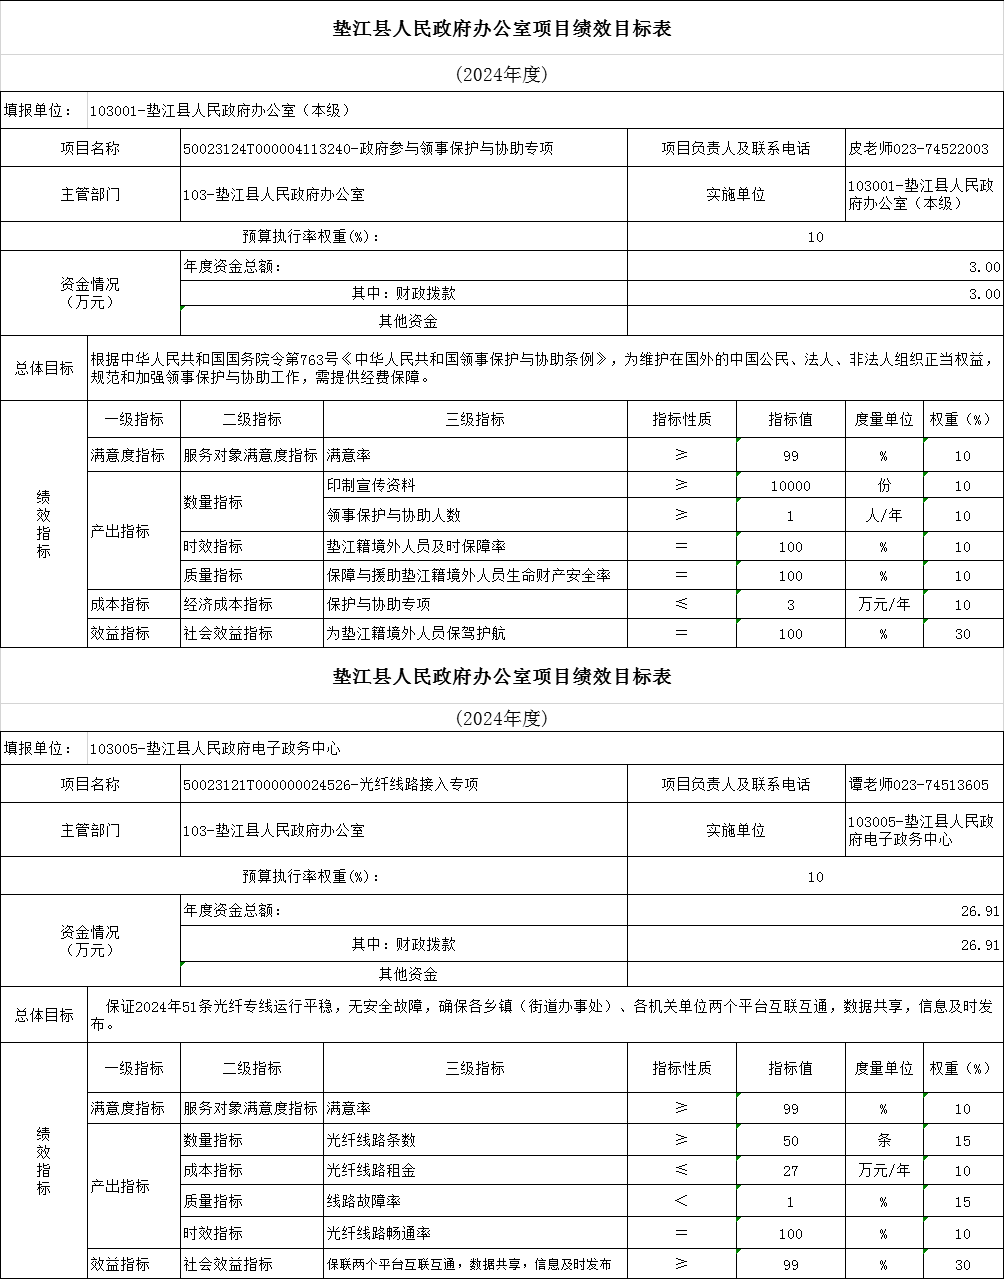 垫江县人民政府办公室项目绩效目标表
(2024年度)
填报单位： 103001-垫江县人民政府办公室（本级）
项目名称 50023124T000004113240-政府参与领事保护与协助专项 项目负责人及联系电话 皮老师023-74522003
主管部门 103-垫江县人民政府办公室 实施单位 103001-垫江县人民政
府办公室（本级）
预算执行率权重(%)： 10
资金情况
（万元）
年度资金总额： 3.00
其中：财政拨款 3.00
其他资金
总体目标
根据中华人民共和国国务院令第763号《中华人民共和国领事保护与协助条例》，为维护在国外的中国公民、法人、非法人组织正当权益，
规范和加强领事保护与协助工作，需提供经费保障。
绩
效
指
标
一级指标 二级指标 三级指标 指标性质 指标值 度量单位 权重（%）
满意度指标 服务对象满意度指标 满意率 ≥ 99 % 10
产出指标 数量指标 印制宣传资料 ≥ 10000 份 10
领事保护与协助人数 ≥ 1 人/年 10
时效指标 垫江籍境外人员及时保障率 ＝ 100 % 10
质量指标 保障与援助垫江籍境外人员生命财产安全率 ＝ 100 % 10
成本指标 经济成本指标 保护与协助专项 ≤ 3 万元/年 10
效益指标 社会效益指标 为垫江籍境外人员保驾护航 ＝ 100 % 30
垫江县人民政府办公室项目绩效目标表
(2024年度)
填报单位： 103005-垫江县人民政府电子政务中心
项目名称 50023121T000000024526-光纤线路接入专项 项目负责人及联系电话 谭老师023-74513605
主管部门 103-垫江县人民政府办公室 实施单位 103005-垫江县人民政
府电子政务中心
预算执行率权重(%)： 10
资金情况
（万元）
年度资金总额： 26.91
其中：财政拨款 26.91
其他资金
总体目标
保证2024年51条光纤专线运行平稳，无安全故障，确保各乡镇（街道办事处）、各机关单位两个平台互联互通，数据共享，信息及时发
布。
绩
效
指
标
一级指标 二级指标 三级指标 指标性质 指标值 度量单位 权重（%）
满意度指标 服务对象满意度指标 满意率 ≥ 99 % 10
产出指标 数量指标 光纤线路条数 ≥ 50 条 15
成本指标 光纤线路租金 ≤ 27 万元/年 10
质量指标 线路故障率 ＜ 1 % 15
时效指标 光纤线路畅通率 ＝ 100 % 10
效益指标 社会效益指标 保联两个平台互联互通，数据共享，信息及时发布 ≥ 99 % 30